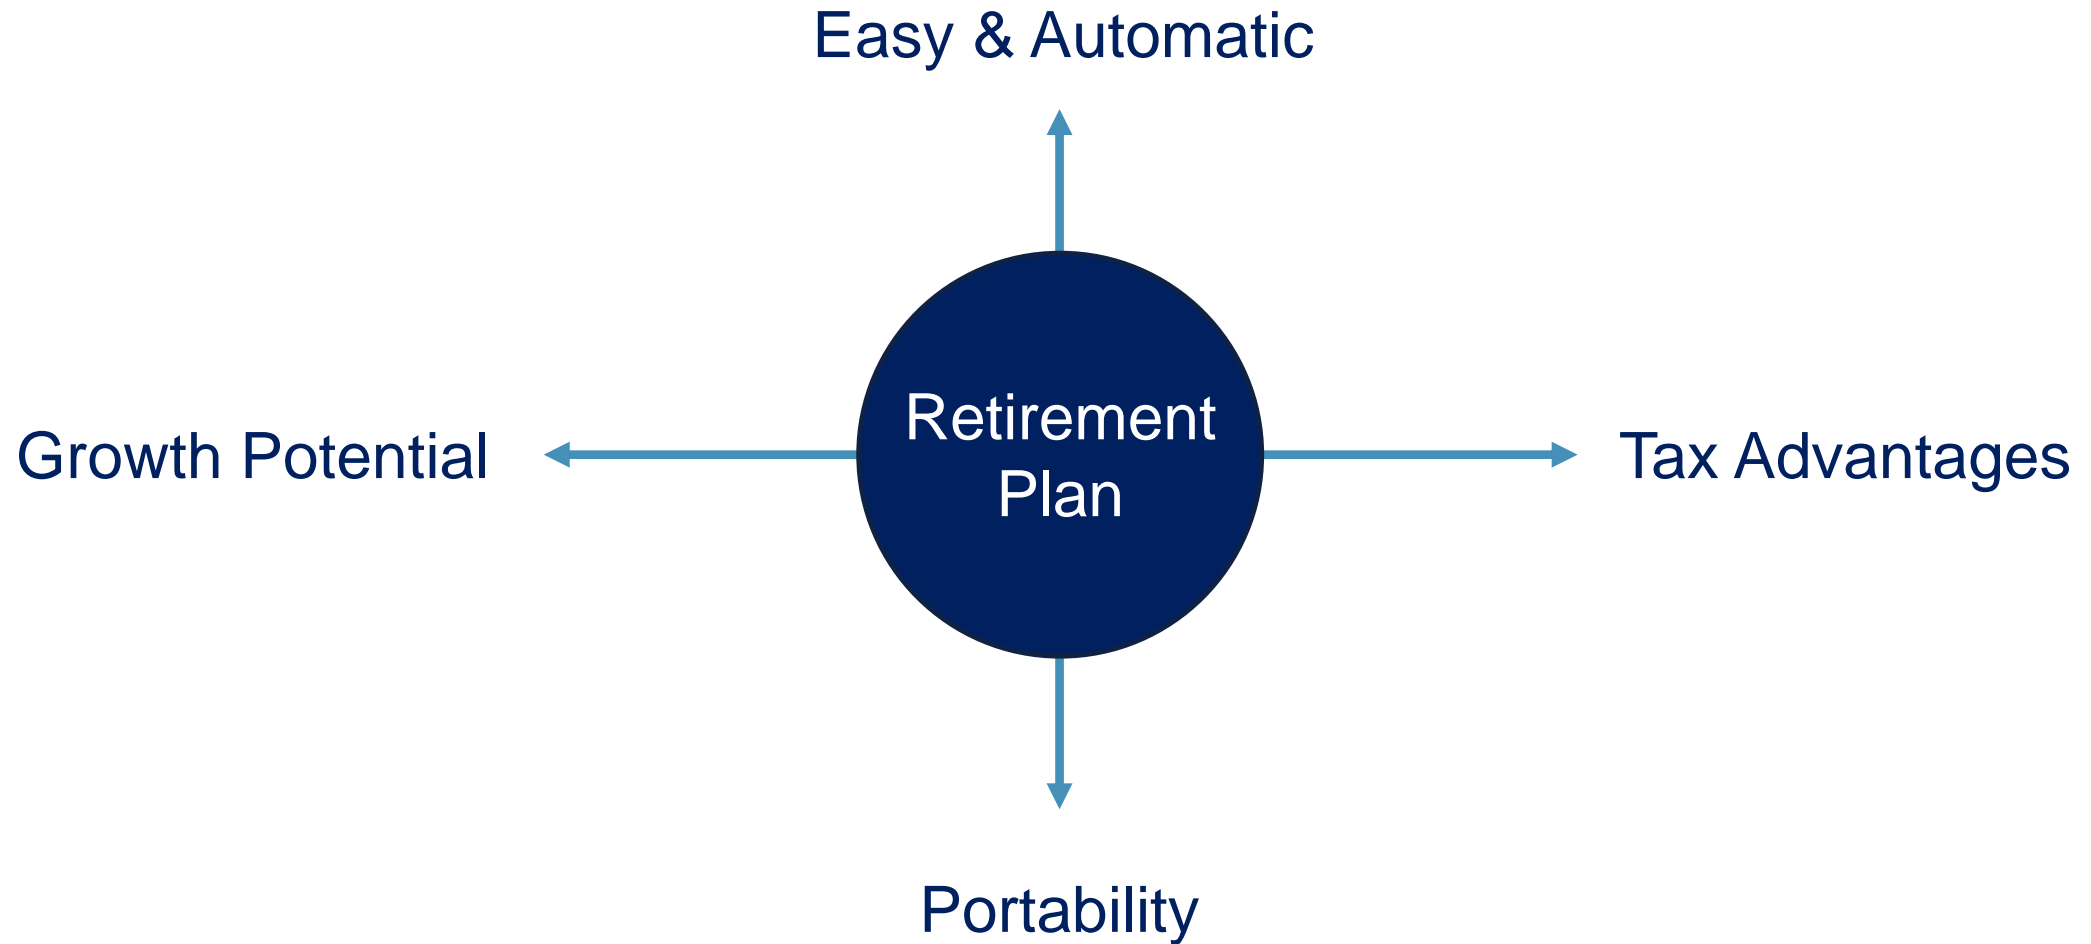 Easy & Automatic
Growth Potential
Retirement
Plan
Tax Advantages
Portability